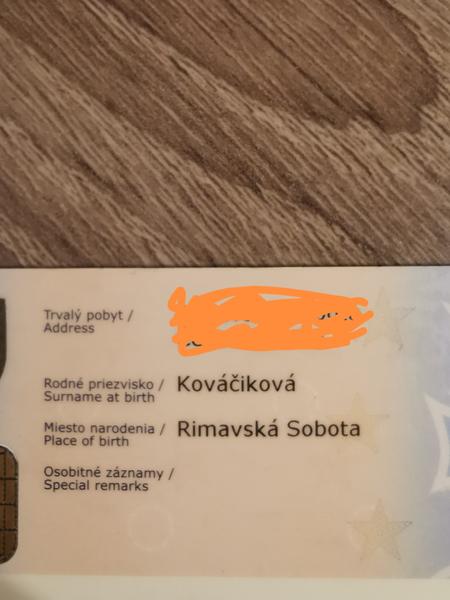 Trvalý pobyt /
Address
Rodné priezvisko / Kováčiková
Surname at birth
Miesto narodenia / Rimavská Sobota
Place of birth
Osobitné záznamy /
Special remarks